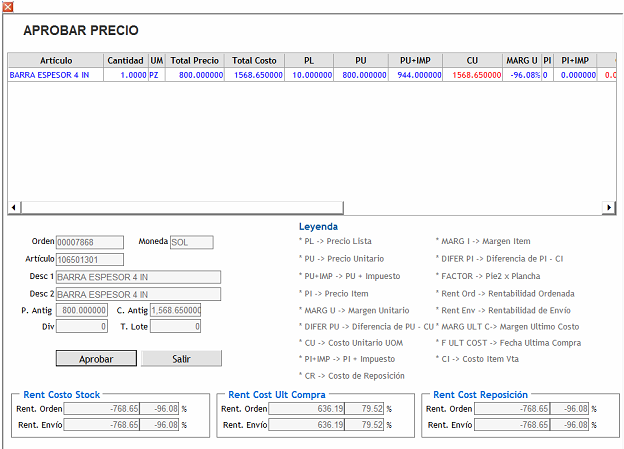 APROBAR PRECIO
Artículo Cantidad UM Total Precio Total Costo PL PU PU+IMP CU MARG U PI PI+IMP
BARRA ESPESOR 4 IN 1.0000 PZ 800.000000 1568.650000 10.000000 800.000000 944.000000 1568.650000 -96.08% 0 0.000000 0.0
Leyenda
Orden 00007868 Moneda SOL
Artículo 106501301
Desc 1 BARRA ESPESOR 4 IN
Desc 2 BARRA ESPESOR 4 IN
P. Antig 800.000000 C. Antig 1,568.650000
Div 0 T. Lote 0
Aprobar Salir
* PL -> Precio Lista
* PU -> Precio Unitario
* PU+IMP -> PU + Impuesto
* PI -> Precio Item
* MARG U -> Margen Unitario
* DIFER PU -> Diferencia de PU - CU
* CU -> Costo Unitario UOM
* PI+IMP -> PI + Impuesto
* CR -> Costo de Reposición
* MARG I -> Margen Item
* DIFER PI -> Diferencia de PI - CI
* FACTOR -> Pie2 x Plancha
* Rent Ord -> Rentabilidad Ordenada
* Rent Env -> Rentabilidad de Envío
* MARG ULT C-> Margen Ultimo Costo
* F ULT COST -> Fecha Ultima Compra
* CI -> Costo Item Vta
Rent Costo Stock
Rent. Orden -768.65 -96.08 %
Rent. Envío -768.65 -96.08 %
Rent Cost Ult Compra
Rent. Orden 636.19 79.52 %
Rent. Envío 636.19 79.52 %
Rent Cost Reposición
Rent. Orden -768.65 -96.08 %
Rent. Envío -768.65 -96.08 %